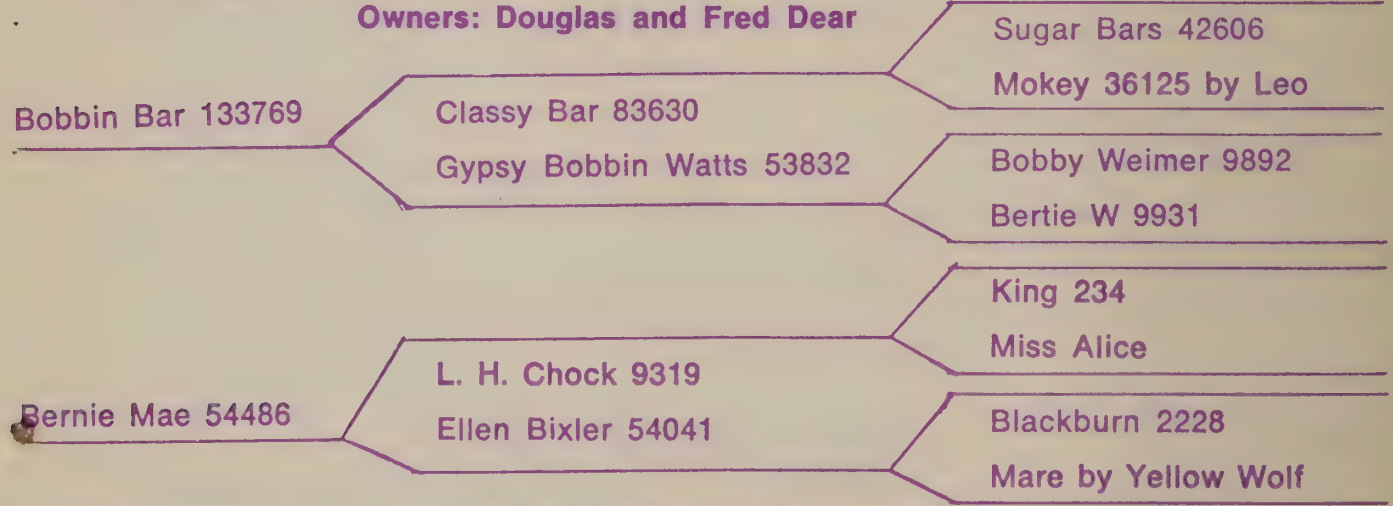 Owners: Douglas and Fred Dear
Bobbin Bar 133769
Classy Bar 83630
Gypsy Bobbin Watts 53832
Sugar Bars 42606
Mokey 36125 by Leo
Bobby Weimer 9892
Bertie W 9931
Bernie Mae 54486
L. H. Chock 9319
Ellen Bixler 54041
King 234
Miss Alice
Blackburn 2228
Mare by Yellow Wolf